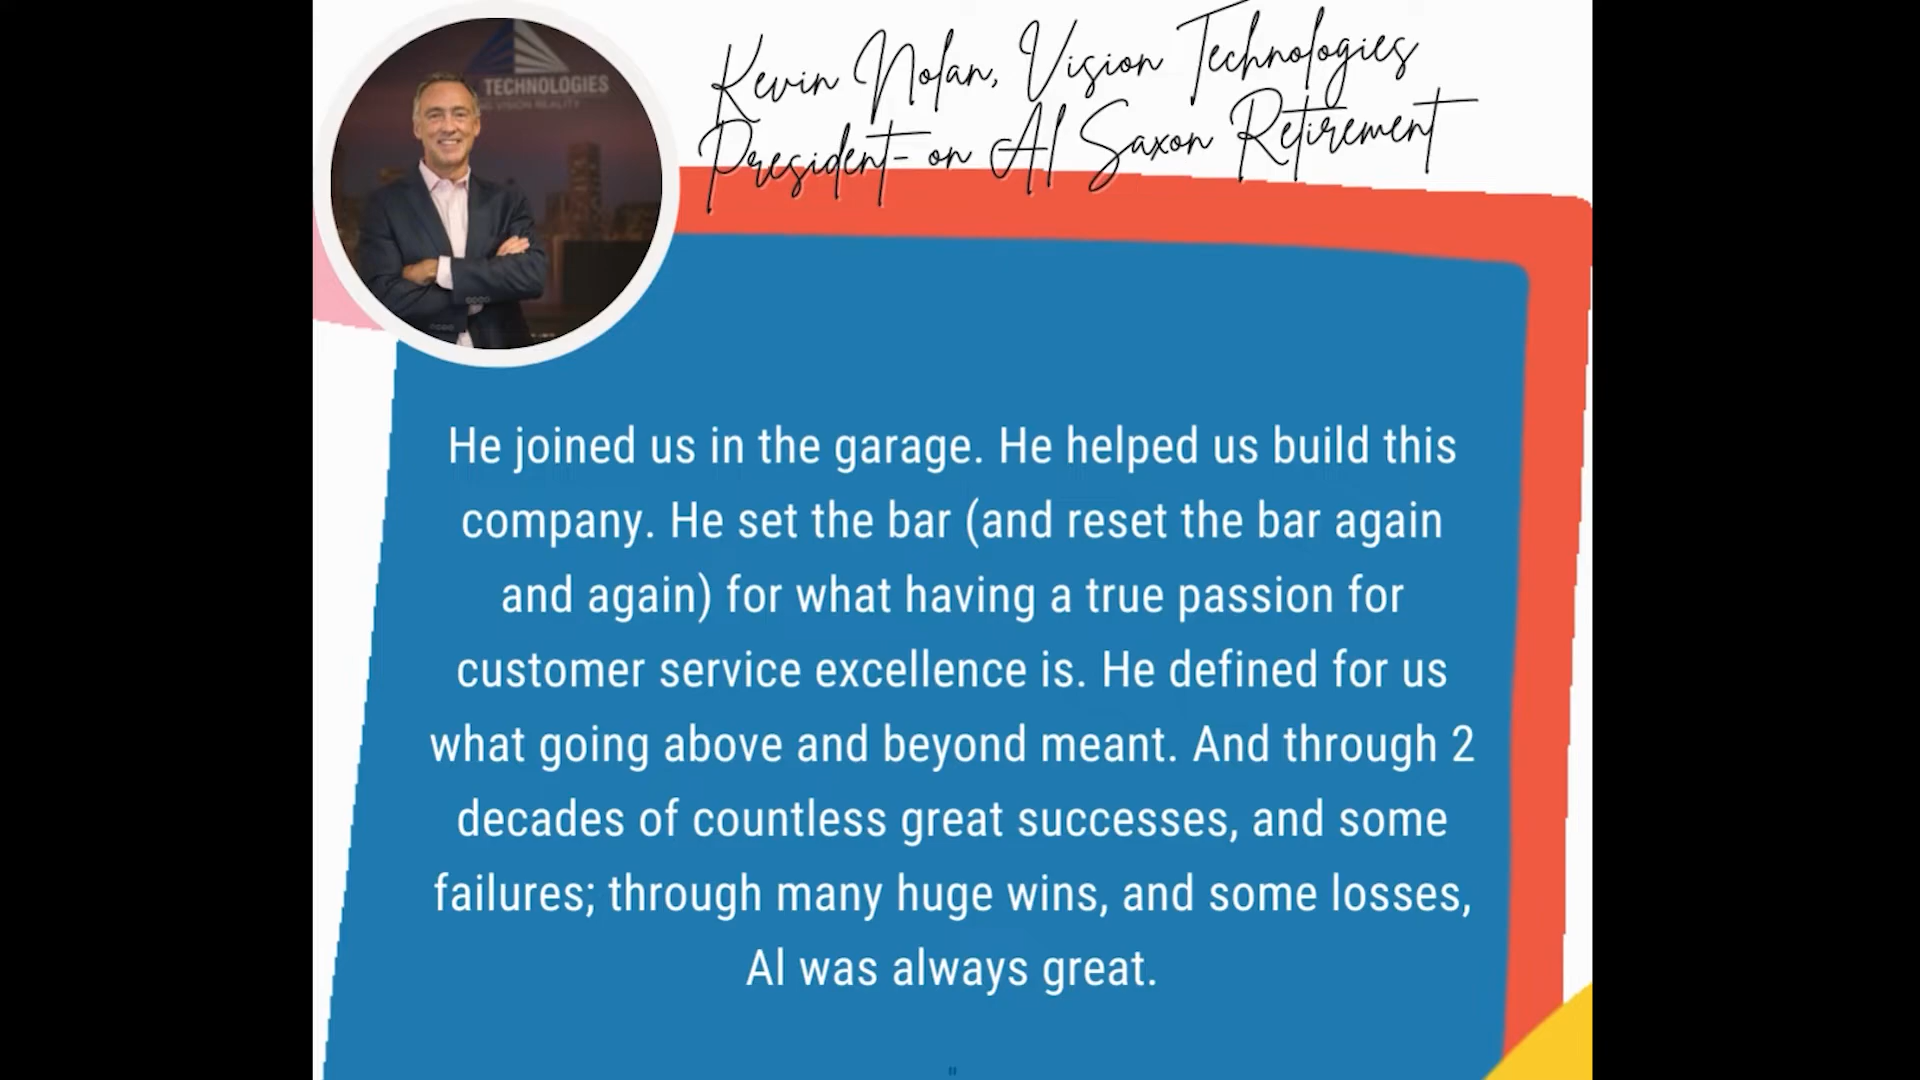 TECHNOLOGIES
VISION REALITY
Kevin Nolan, Vision Technologies
President- on Al Saxon Retirement
He joined us in the garage. He helped us build this
company. He set the bar (and reset the bar again
and again) for what having a true passion for
customer service excellence is. He defined for us
what going above and beyond meant. And through 2
decades of countless great successes, and some
failures; through many huge wins, and some losses,
Al was always great.
"